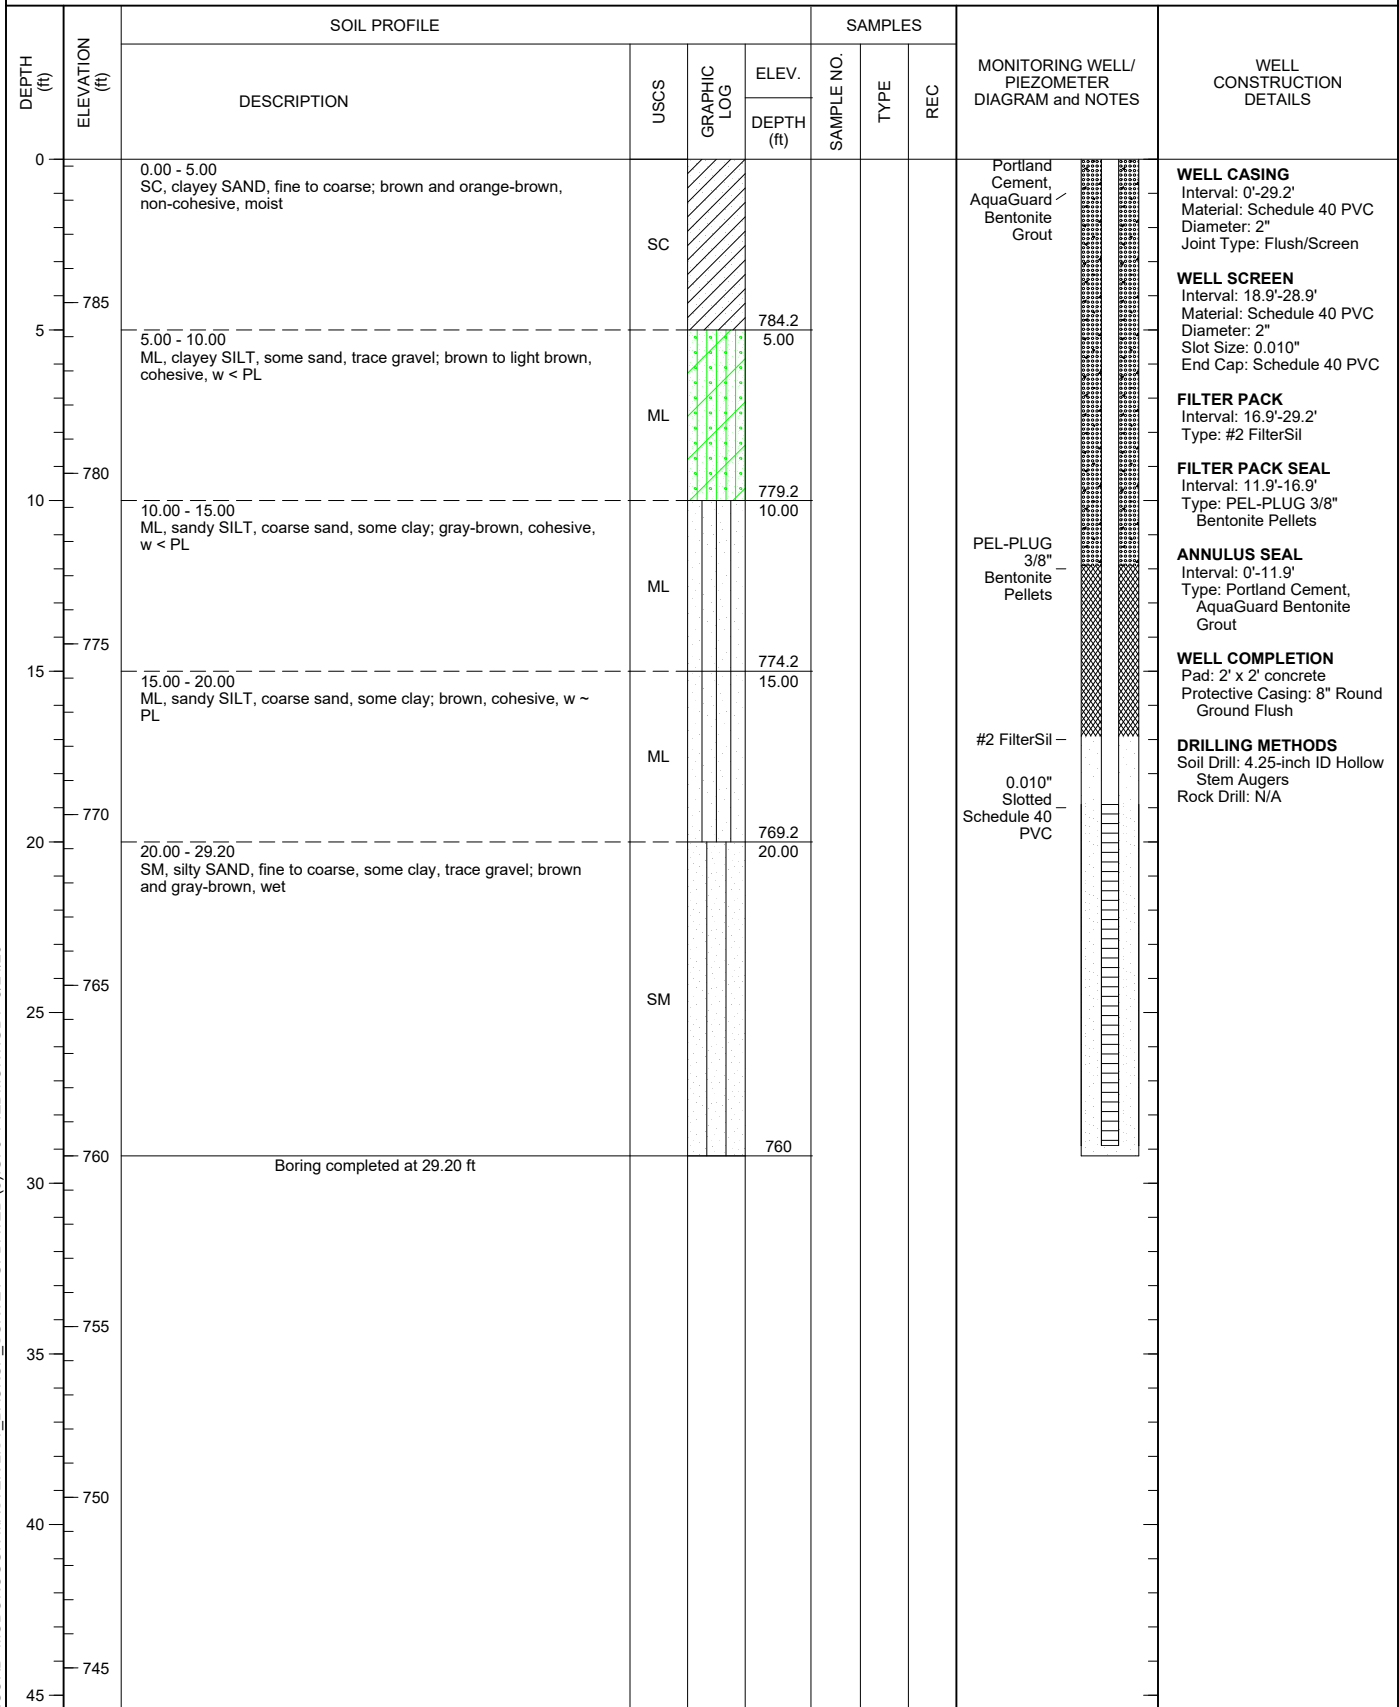 SOIL PROFILE
SAMPLES
DEPTH
(ft)
ELEVATION
(ft)
DESCRIPTION
USCS
GRAPHIC
LOG
ELEV.
DEPTH
(ft)
SAMPLE NO.
TYPE
REC
MONITORING WELL/
PIEZOMETER
DIAGRAM and NOTES
WELL
CONSTRUCTION
DETAILS
0
5
10
15
20
25
30
35
40
45
785
780
775
770
765
760
755
750
745
0.00 - 5.00
SC, clayey SAND, fine to coarse; brown and orange-brown,
non-cohesive, moist
SC
784.2
5.00
5.00 - 10.00
ML, clayey SILT, some sand, trace gravel; brown to light brown,
cohesive, w < PL
ML
779.2
10.00
10.00 - 15.00
ML, sandy SILT, coarse sand, some clay; gray-brown, cohesive,
w < PL
ML
774.2
15.00
15.00 - 20.00
ML, sandy SILT, coarse sand, some clay; brown, cohesive, w ~
PL
ML
769.2
20.00
20.00 - 29.20
SM, silty SAND, fine to coarse, some clay, trace gravel; brown
and gray-brown, wet
SM
760
Boring completed at 29.20 ft
Portland
Cement,
AquaGuard
Bentonite
Grout
PEL-PLUG
3/8"
Bentonite
Pellets
#2 FilterSil
0.010"
Slotted
Schedule 40
PVC
WELL CASING
Interval: 0'-29.2'
Material: Schedule 40 PVC
Diameter: 2"
Joint Type: Flush/Screen
WELL SCREEN
Interval: 18.9'-28.9'
Material: Schedule 40 PVC
Diameter: 2"
Slot Size: 0.010"
End Cap: Schedule 40 PVC
FILTER PACK
Interval: 16.9'-29.2'
Type: #2 FilterSil
FILTER PACK SEAL
Interval: 11.9'-16.9'
Type: PEL-PLUG 3/8"
Bentonite Pellets
ANNULUS SEAL
Interval: 0'-11.9'
Type: Portland Cement,
AquaGuard Bentonite
Grout
WELL COMPLETION
Pad: 2' x 2' concrete
Protective Casing: 8" Round
Ground Flush
DRILLING METHODS
Soil Drill: 4.25-inch ID Hollow
Stem Augers
Rock Drill: N/A